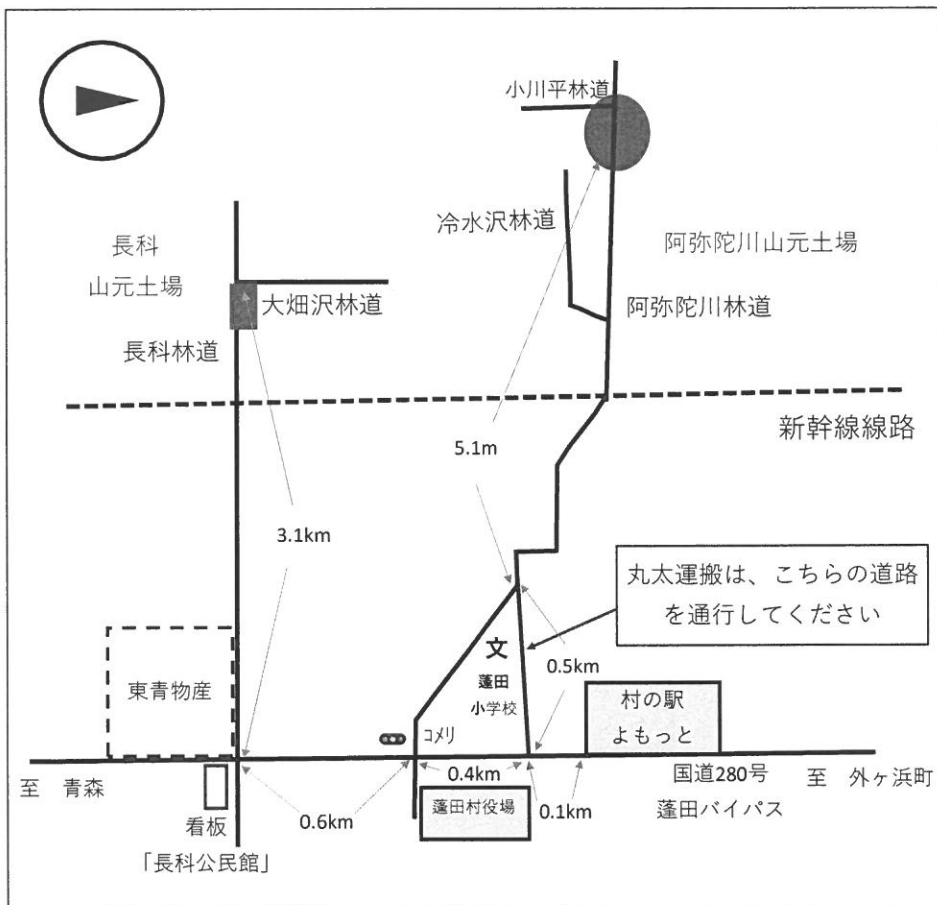 小川平林道
冷水沢林道
阿弥陀川山元土場
長科
山元土場
大畑沢林道
阿弥陀川林道
長科林道
新幹線線路
5.1m
3.1km
丸太運搬は、こちらの道路
を通行してください
文
蓬田
小学校
0.5km
東青物産
村の駅
よもっと
コメリ
至 青森
0.4km
国道280号
至 外ヶ浜町
看板
0.6km
蓬田村役場
0.1km
蓬田バイパス
「長科公民館」